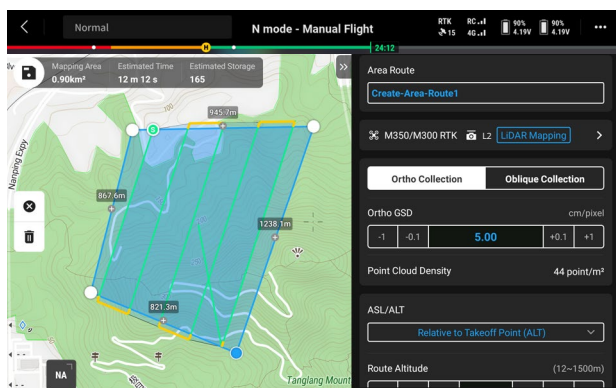 Normal
N mode - Manual Flight
RTK
15
RC
4G
90%
4.19V
90%
4.19V
H
24:12
Mapping Area
0.90km²
Estimated Time
12 m 12 s
Estimated Storage
165
Area Route
Create-Area-Route1
M350/M300 RTK
L2
LiDAR Mapping
Ortho Collection
Oblique Collection
Ortho GSD
cm/pixel
-1
-0.1
5.00
+0.1
+1
Point Cloud Density
44 point/m²
ASL/ALT
Relative to Takeoff Point (ALT)
Route Altitude
(12~1500m)
945.7m
S
100
Nanping Expy
867.6m
1238.1m
821.3m
NA
Tanglang Mount